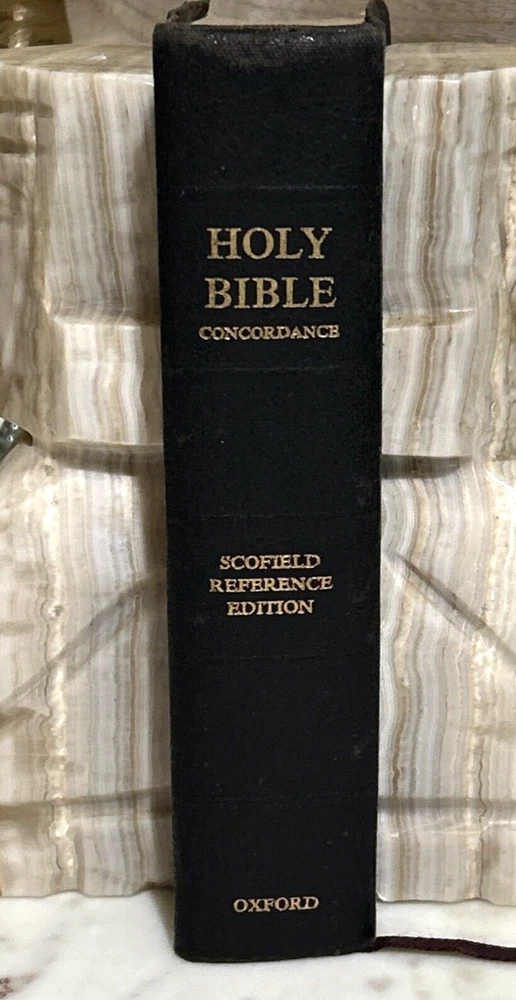 HOLY
BIBLE
CONCORDANCE
SCOFIELD
REFERENCE
EDITION
OXFORD